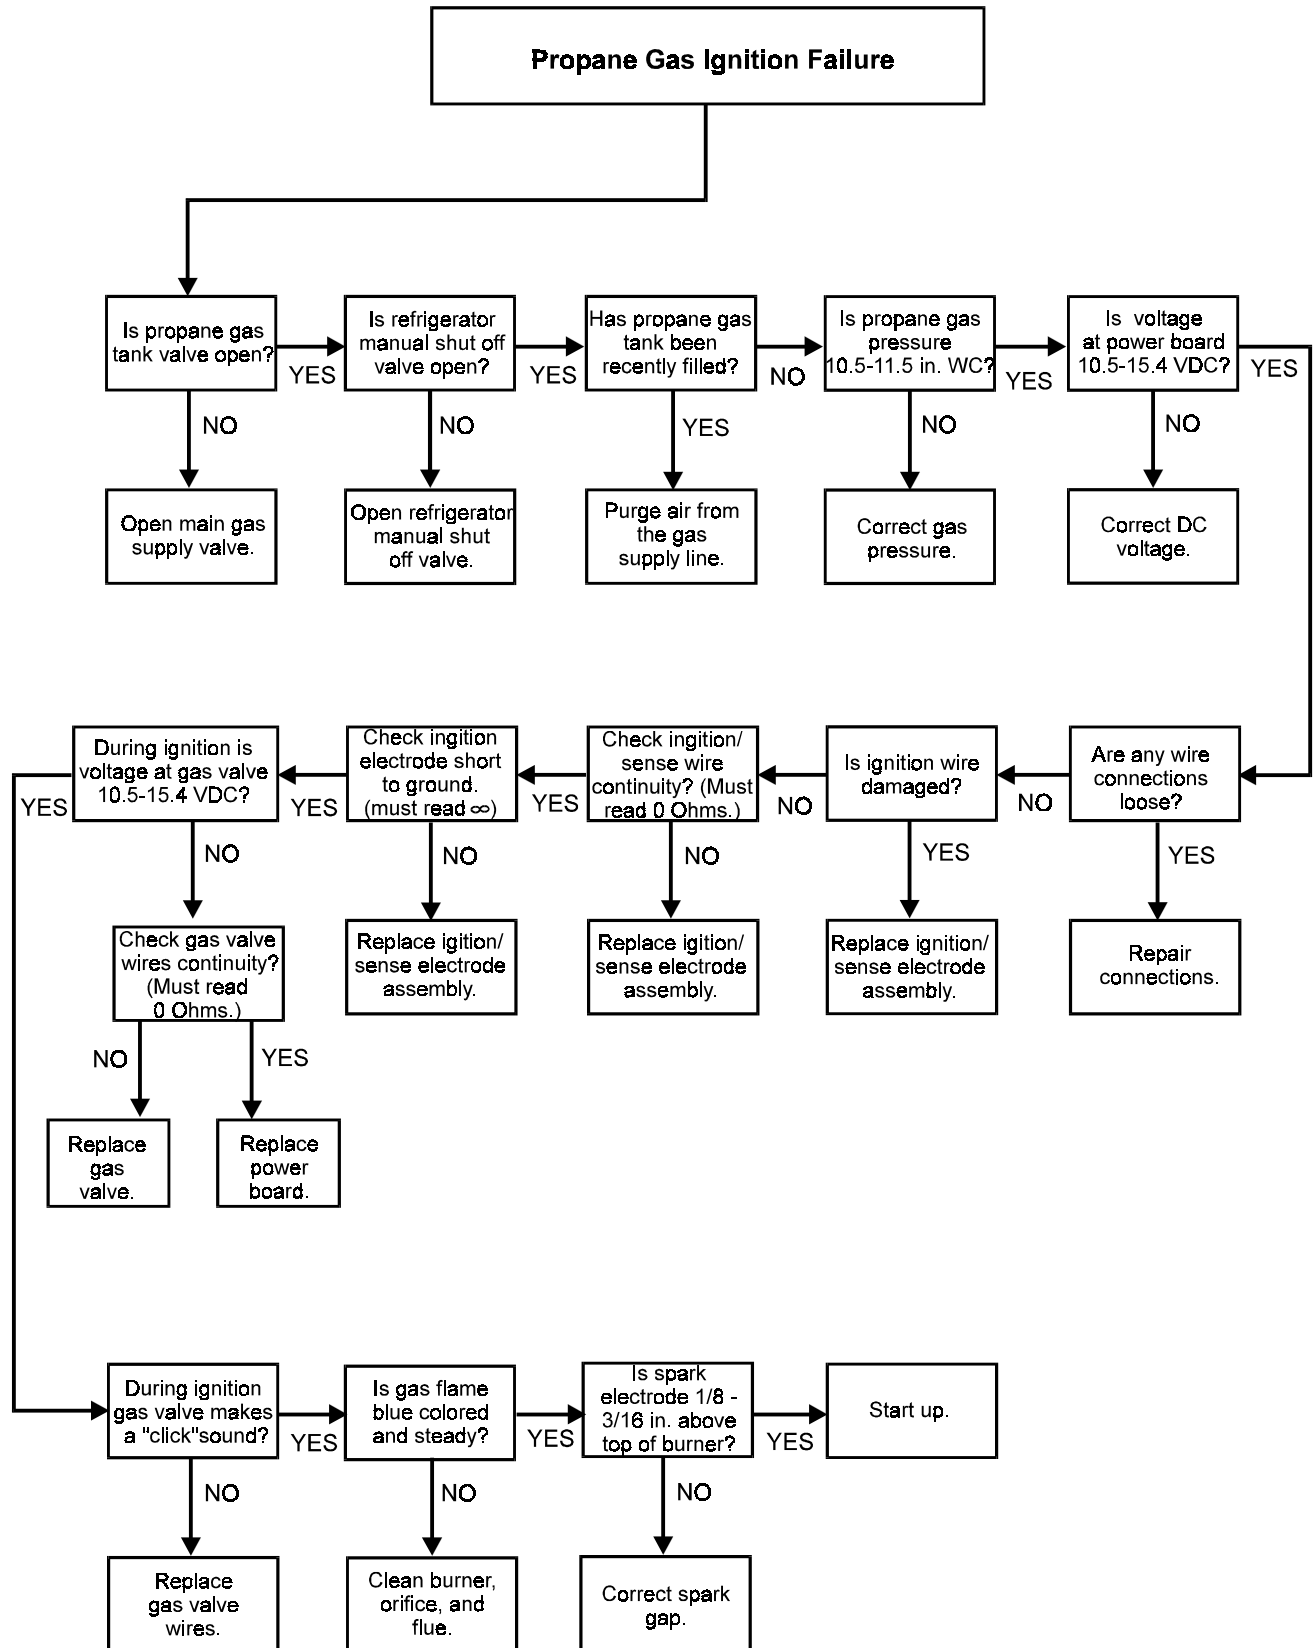 Propane Gas Ignition Failure
Is propane gas
tank valve open?
YES
Is refrigerator
manual shut off
valve open?
YES
Has propane gas
tank been
recently filled?
NO
Is propane gas
pressure
10.5-11.5 in. WC?
YES
Is voltage
at power board
10.5-15.4 VDC?
YES
NO
NO
YES
NO
NO
Open main gas
supply valve.
Open refrigerator
manual shut
off valve.
Purge air from
the gas
supply line.
Correct gas
pressure.
Correct DC
voltage.
Are any wire
connections
loose?
NO
Is ignition wire
damaged?
NO
Check ingition/
sense wire
continuity? (Must
read 0 Ohms.)
YES
Check ingition
electrode short
to ground.
(must read ∞)
YES
During ignition is
voltage at gas valve
10.5-15.4 VDC?
YES
YES
YES
NO
NO
NO
Repair
connections.
Replace ignition/
sense electrode
assembly.
Replace igition/
sense electrode
assembly.
Replace igition/
sense electrode
assembly.
Check gas valve
wires continuity?
(Must read
0 Ohms.)
NO
YES
Replace
gas
valve.
Replace
power
board.
During ignition
gas valve makes
a "click"sound?
YES
Is gas flame
blue colored
and steady?
YES
Is spark
electrode 1/8 -
3/16 in. above
top of burner?
YES
Start up.
NO
NO
NO
Replace
gas valve
wires.
Clean burner,
orifice, and
flue.
Correct spark
gap.